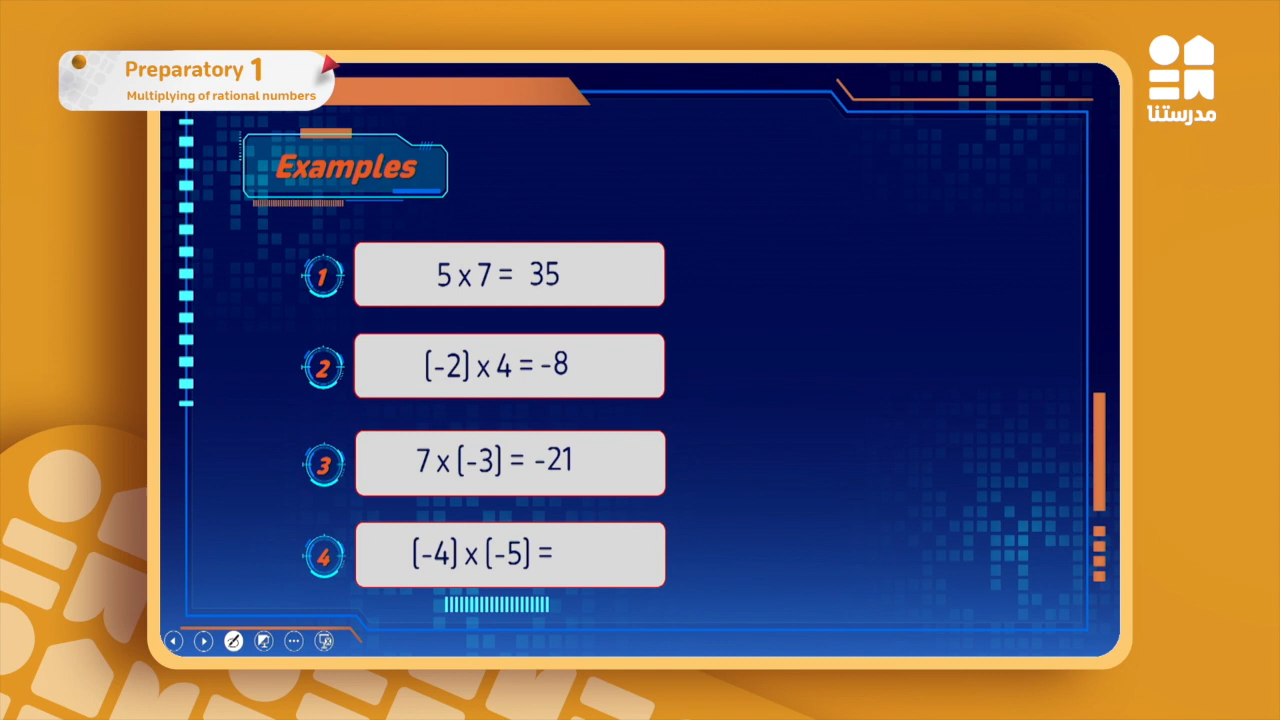 Preparatory 1
Multiplying of rational numbers
مدرستنا
Examples
1 5 x 7 = 35
2 (-2) x 4 = -8
3 7 x (-3) = -21
4 (-4) x (-5) =